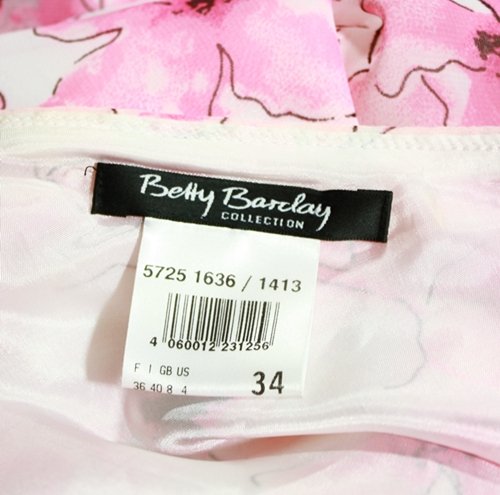 Betty Barclay
COLLECTION
5725 1636 / 1413
4 060012 231256
F I GB US
36 40 8 4
34